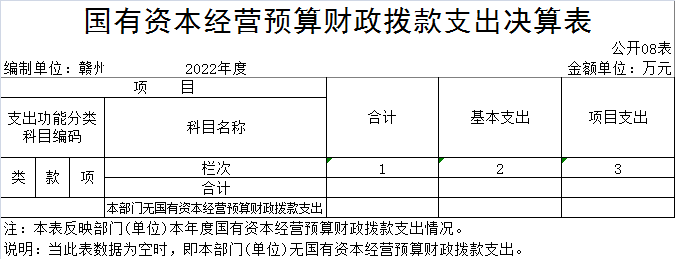 国有资本经营预算财政拨款支出决算表
公开08表
编制单位：赣州 2022年度 金额单位：万元
项 目
支出功能分类科目编码 科目名称 合计 基本支出 项目支出
类 款 项 栏次 1 2 3
合计
本部门无国有资本经营预算财政拨款支出
注：本表反映部门(单位)本年度国有资本经营预算财政拨款支出情况。
说明：当此表数据为空时，即本部门(单位)无国有资本经营预算财政拨款支出。